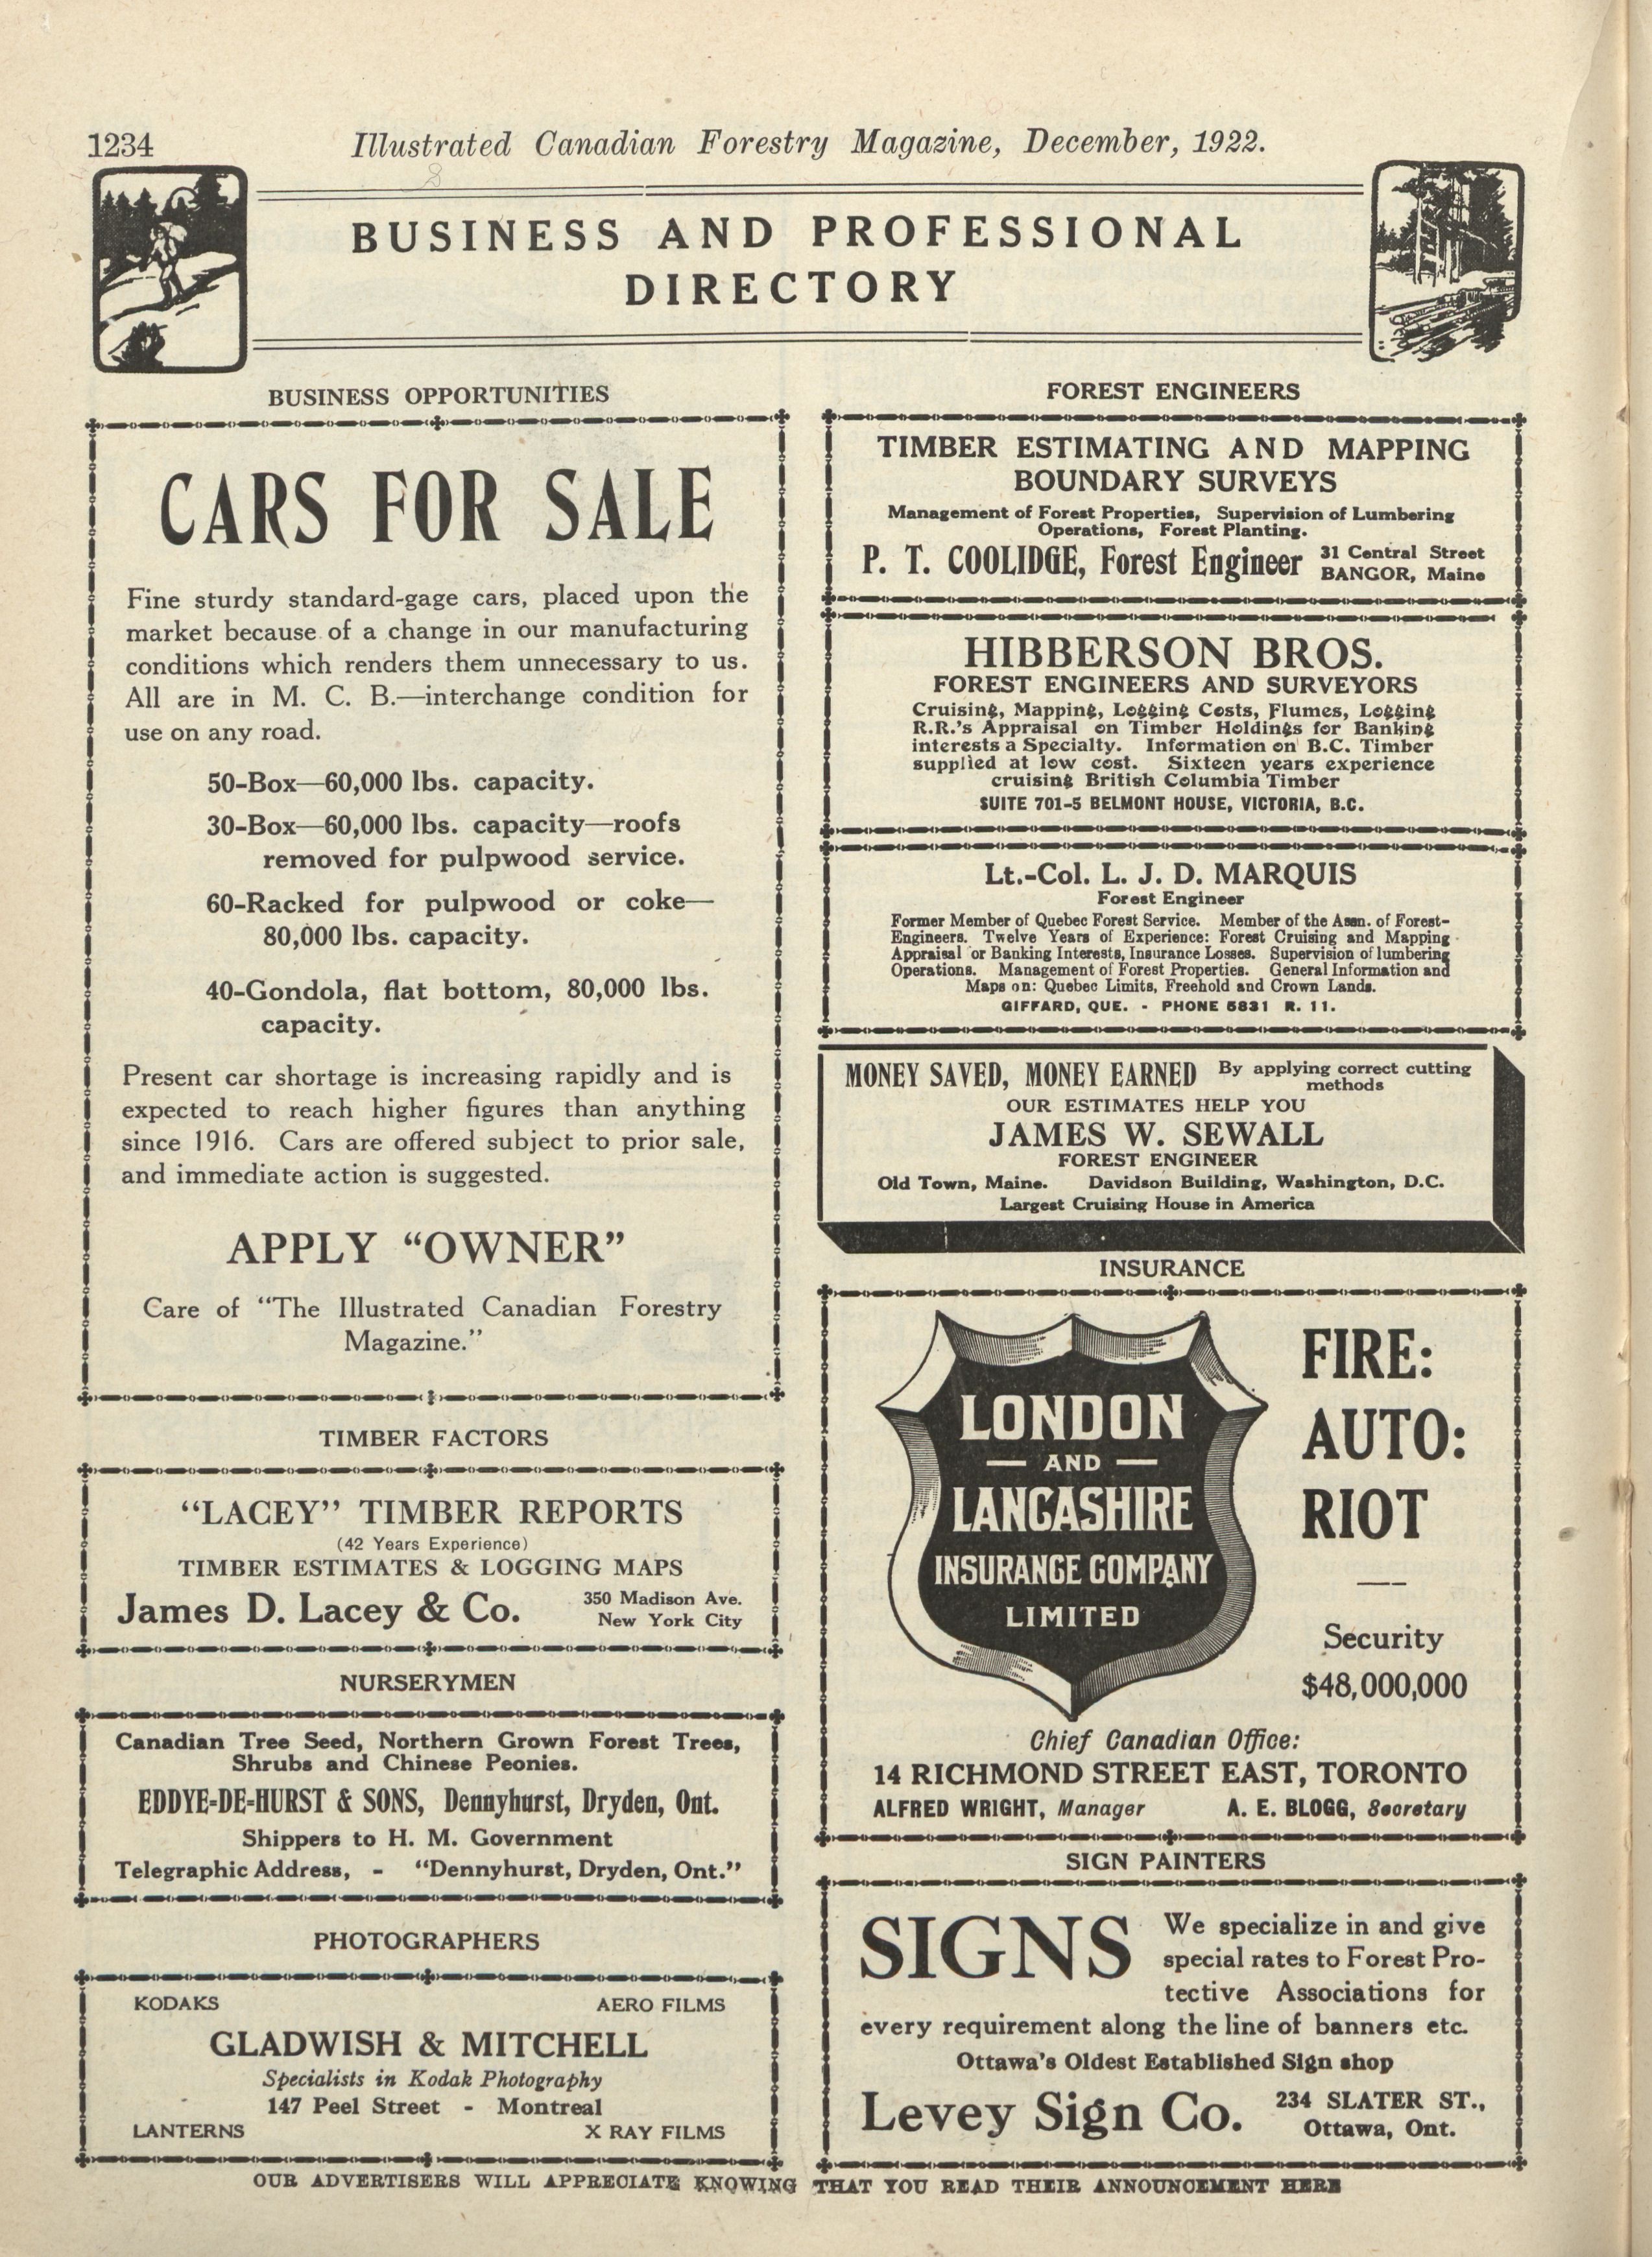 1234
Illustrated Canadian Forestry Magazine, December, 1922.
BUSINESS AND PROFESSIONAL
DIRECTORY
BUSINESS OPPORTUNITIES
CARS FOR SALE
Fine sturdy standard-gage cars, placed upon the
market because of a change in our manufacturing
conditions which renders them unnecessary to us.
All are in M. C. B.—interchange condition for
use on any road.
50-Box—60,000 lbs. capacity.
30-Box—60,000 lbs. capacity—roofs
removed for pulpwood service.
60-Racked for pulpwood or coke—
80,000 lbs. capacity.
40-Gondola, flat bottom, 80,000 lbs.
capacity.
Present car shortage is increasing rapidly and is
expected to reach higher figures than anything
since 1916. Cars are offered subject to prior sale,
and immediate action is suggested.
APPLY “OWNER”
Care of “The Illustrated Canadian Forestry
Magazine.”
TIMBER FACTORS
“LACEY” TIMBER REPORTS
(42 Years Experience)
TIMBER ESTIMATES & LOGGING MAPS
James D. Lacey & Co.
350 Madison Ave.
New York City
NURSERYMEN
Canadian Tree Seed, Northern Grown Forest Trees,
Shrubs and Chinese Peonies.
EDDYE-DE-HURST & SONS, Dennyhurst, Dryden, Ont.
Shippers to H. M. Government
Telegraphic Address, - “Dennyhurst, Dryden, Ont.”
PHOTOGRAPHERS
KODAKS AERO FILMS
GLADWISH & MITCHELL
Specialists in Kodak Photography
147 Peel Street - Montreal
LANTERNS X RAY FILMS
FOREST ENGINEERS
TIMBER ESTIMATING AND MAPPING
BOUNDARY SURVEYS
Management of Forest Properties, Supervision of Lumbering
Operations, Forest Planting.
P. T. COOLIDGE, Forest Engineer
31 Central Street
BANGOR, Maine
HIBBERSON BROS.
FOREST ENGINEERS AND SURVEYORS
Cruising, Mapping, Logging Costs, Flumes, Logging
R.R.’s Appraisal on Timber Holdings for Banking
interests a Specialty. Information on B.C. Timber
supplied at low cost. Sixteen years experience
cruising British Columbia Timber
SUITE 701-5 BELMONT HOUSE, VICTORIA, B.C.
Lt.-Col. L. J. D. MARQUIS
Forest Engineer
Former Member of Quebec Forest Service. Member of the Assn. of Forest-
Engineers. Twelve Years of Experience: Forest Cruising and Mapping
Appraisal or Banking Interests, Insurance Losses. Supervision of lumbering
Operations. Management of Forest Properties. General Information and
Maps on: Quebec Limits, Freehold and Crown Lands.
GIFFARD, QUE. - PHONE 5831 R. 11.
MONEY SAVED, MONEY EARNED By applying correct cutting
methods
OUR ESTIMATES HELP YOU
JAMES W. SEWALL
FOREST ENGINEER
Old Town, Maine. Davidson Building, Washington, D.C.
Largest Cruising House in America
INSURANCE
LONDON
AND
LANCASHIRE
INSURANCE COMPANY
LIMITED
FIRE:
AUTO:
RIOT
Security
$48,000,000
Chief Canadian Office:
14 RICHMOND STREET EAST, TORONTO
ALFRED WRIGHT, Manager A. E. BLOGG, Secretary
SIGN PAINTERS
SIGNS We specialize in and give
special rates to Forest Pro-
tective Associations for
every requirement along the line of banners etc.
Ottawa’s Oldest Established Sign shop
Levey Sign Co.
234 SLATER ST.,
Ottawa, Ont.
OUR ADVERTISERS WILL APPRECIATE KNOWING THAT YOU READ THEIR ANNOUNCEMENT HERE